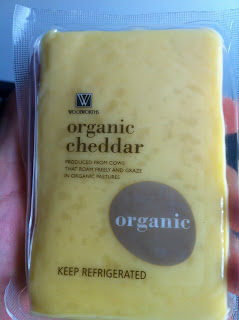 W
WOOLWORTHS
organic
cheddar
PRODUCED FROM COWS
THAT ROAM FREELY AND GRAZE
IN ORGANIC PASTURES
organic
KEEP REFRIGERATED